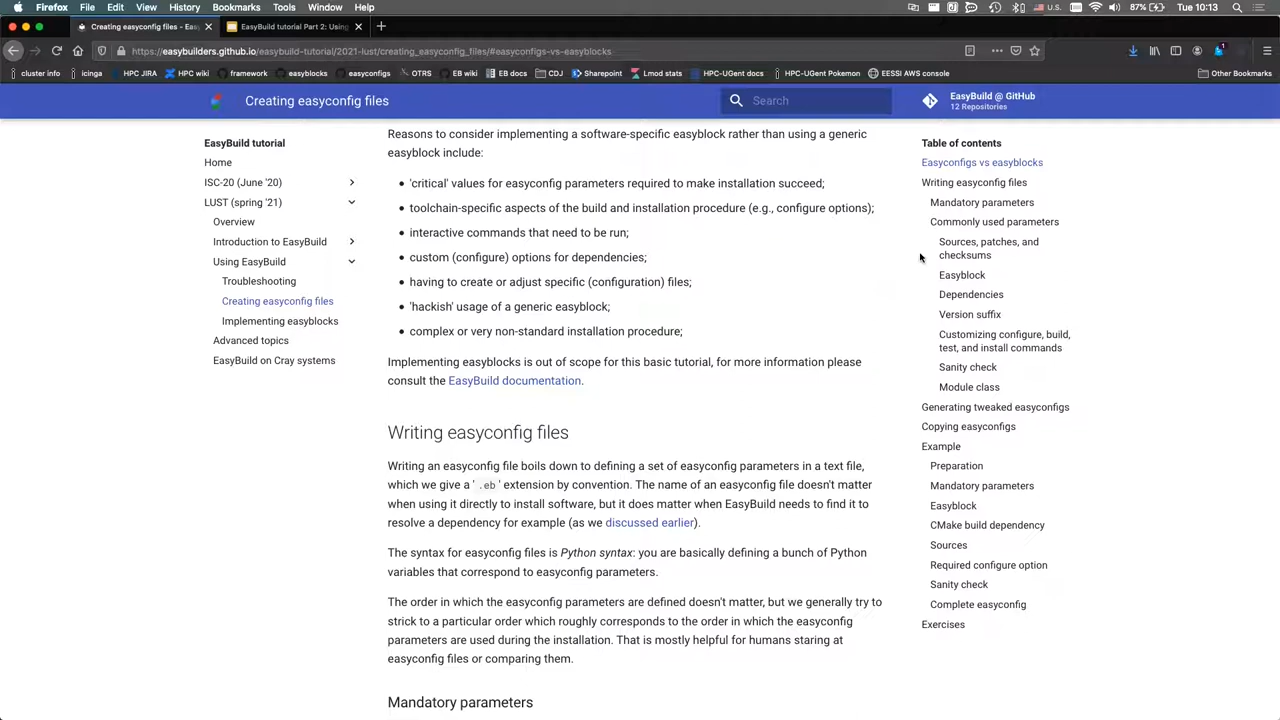 Firefox File Edit View History Bookmarks Tools Window Help
U.S. 87% Tue 10:13
Creating easyconfig files - Eas
EasyBuild tutorial Part 2: Using
https://easybuilders.github.io/easybuild-tutorial/2021-lust/creating_easyconfig_files/#easyconfigs-vs-easyblocks
cluster info icinga HPC JIRA HPC wiki framework easyblocks easyconfigs OTRS EB wiki EB docs CDJ Sharepoint Lmod stats HPC-UGent docs HPC-UGent Pokemon EESSI AWS console Other Bookmarks
Creating easyconfig files
Search
EasyBuild @ GitHub
12 Repositories
EasyBuild tutorial
Home
ISC-20 (June '20)
LUST (spring '21)
Overview
Introduction to EasyBuild
Using EasyBuild
Troubleshooting
Creating easyconfig files
Implementing easyblocks
Advanced topics
EasyBuild on Cray systems
Reasons to consider implementing a software-specific easyblock rather than using a generic
easyblock include:
• 'critical' values for easyconfig parameters required to make installation succeed;
• toolchain-specific aspects of the build and installation procedure (e.g., configure options);
• interactive commands that need to be run;
• custom (configure) options for dependencies;
• having to create or adjust specific (configuration) files;
• 'hackish' usage of a generic easyblock;
• complex or very non-standard installation procedure;
Implementing easyblocks is out of scope for this basic tutorial, for more information please
consult the EasyBuild documentation.
Writing easyconfig files
Writing an easyconfig file boils down to defining a set of easyconfig parameters in a text file,
which we give a ' .eb ' extension by convention. The name of an easyconfig file doesn't matter
when using it directly to install software, but it does matter when EasyBuild needs to find it to
resolve a dependency for example (as we discussed earlier).
The syntax for easyconfig files is Python syntax: you are basically defining a bunch of Python
variables that correspond to easyconfig parameters.
The order in which the easyconfig parameters are defined doesn't matter, but we generally try to
strick to a particular order which roughly corresponds to the order in which the easyconfig
parameters are used during the installation. That is mostly helpful for humans staring at
easyconfig files or comparing them.
Mandatory parameters
Table of contents
Easyconfigs vs easyblocks
Writing easyconfig files
Mandatory parameters
Commonly used parameters
Sources, patches, and
checksums
Easyblock
Dependencies
Version suffix
Customizing configure, build,
test, and install commands
Sanity check
Module class
Generating tweaked easyconfigs
Copying easyconfigs
Example
Preparation
Mandatory parameters
Easyblock
CMake build dependency
Sources
Required configure option
Sanity check
Complete easyconfig
Exercises